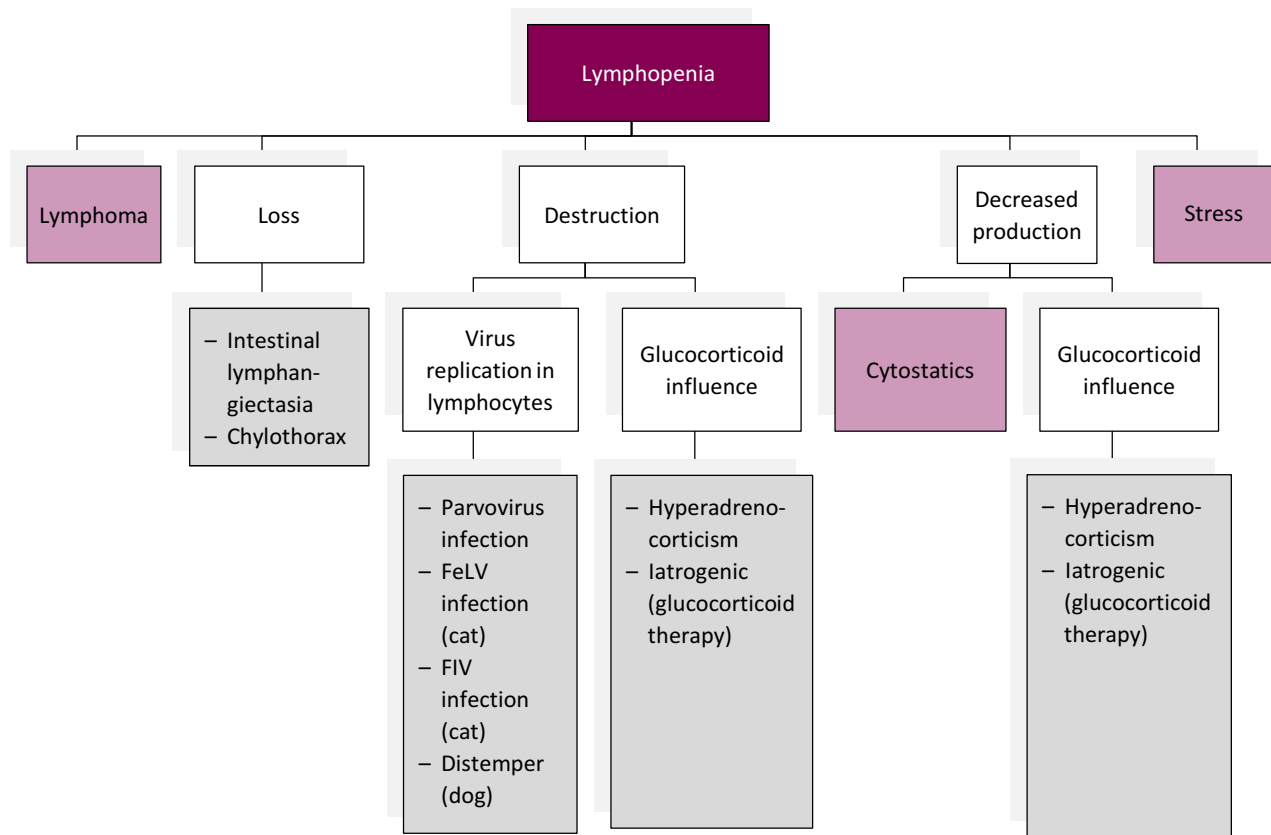 Lymphopenia
Lymphoma
Loss
Destruction
Decreased
production
Stress
– Intestinal
lymphan-
giectasia
– Chylothorax
Virus
replication in
lymphocytes
Glucocorticoid
influence
Cytostatics
Glucocorticoid
influence
– Parvovirus
infection
– FeLV
infection
(cat)
– FIV
infection
(cat)
– Distemper
(dog)
– Hyperadreno-
corticism
– Iatrogenic
(glucocorticoid
therapy)
– Hyperadreno-
corticism
– Iatrogenic
(glucocorticoid
therapy)